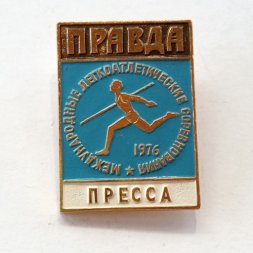 ПРАВДА
МЕЖДУНАРОДНЫЕ ЛЕГКОАТЛЕТИЧЕСКИЕ СОРЕВНОВАНИЯ
1976
ПРЕССА